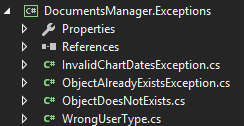 C# DocumentsManager.Exceptions
Properties
References
C# InvalidChartDatesException.cs
C# ObjectAlreadyExistsException.cs
C# ObjectDoesNotExists.cs
C# WrongUserType.cs